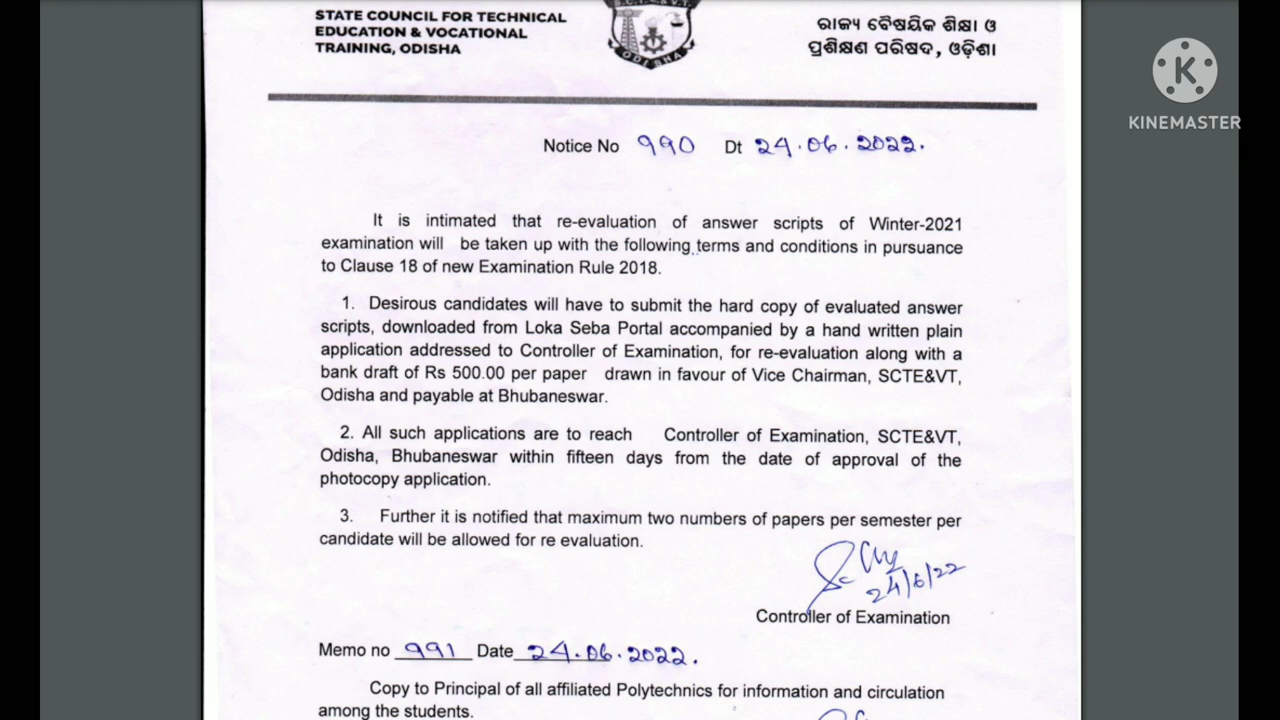 STATE COUNCIL FOR TECHNICAL
EDUCATION & VOCATIONAL
TRAINING, ODISHA
ODISHA
ରାଜ୍ୟ ବୈଷୟିକ ଶିକ୍ଷା ଓ
ପ୍ରଶିକ୍ଷଣ ପରିଷଦ, ଓଡ଼ିଶା
KINEMASTER
Notice No 990 Dt 24.06.2022.
It is intimated that re-evaluation of answer scripts of Winter-2021
examination will be taken up with the following terms and conditions in pursuance
to Clause 18 of new Examination Rule 2018.
1. Desirous candidates will have to submit the hard copy of evaluated answer
scripts, downloaded from Loka Seba Portal accompanied by a hand written plain
application addressed to Controller of Examination, for re-evaluation along with a
bank draft of Rs 500.00 per paper drawn in favour of Vice Chairman, SCTE&VT,
Odisha and payable at Bhubaneswar.
2. All such applications are to reach Controller of Examination, SCTE&VT,
Odisha, Bhubaneswar within fifteen days from the date of approval of the
photocopy application.
3. Further it is notified that maximum two numbers of papers per semester per
candidate will be allowed for re evaluation.
24/6/22
Controller of Examination
Memo no 991 Date 24.06.2022.
Copy to Principal of all affiliated Polytechnics for information and circulation
among the students.